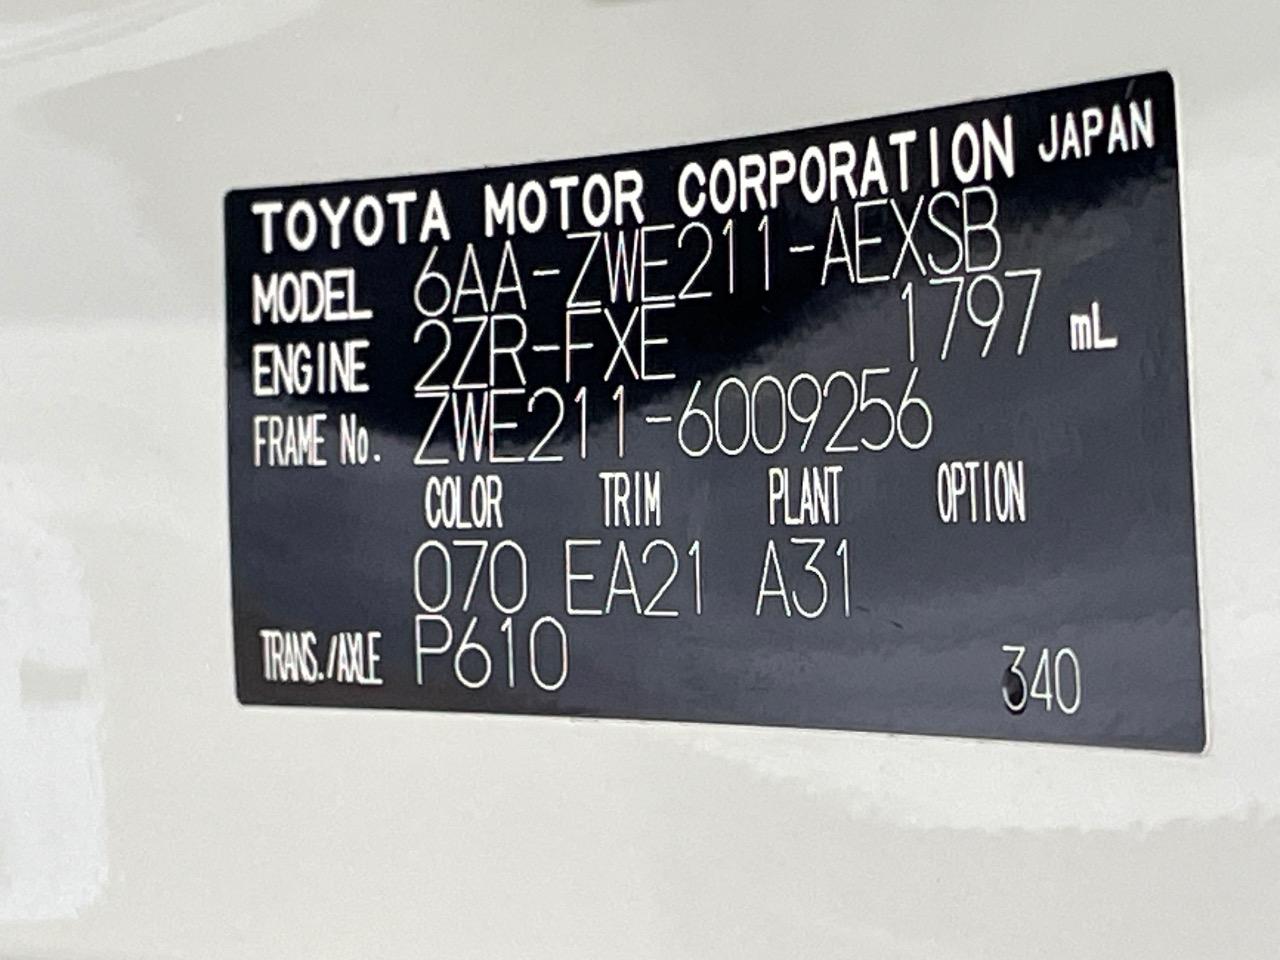 TOYOTA MOTOR CORPORATION JAPAN
MODEL 6AA-ZWE211-AEXSB
ENGINE 2ZR-FXE 1797 mL
FRAME No. ZWE211-6009256
COLOR TRIM PLANT OPTION
070 EA21 A31
TRANS./AXLE P610 340